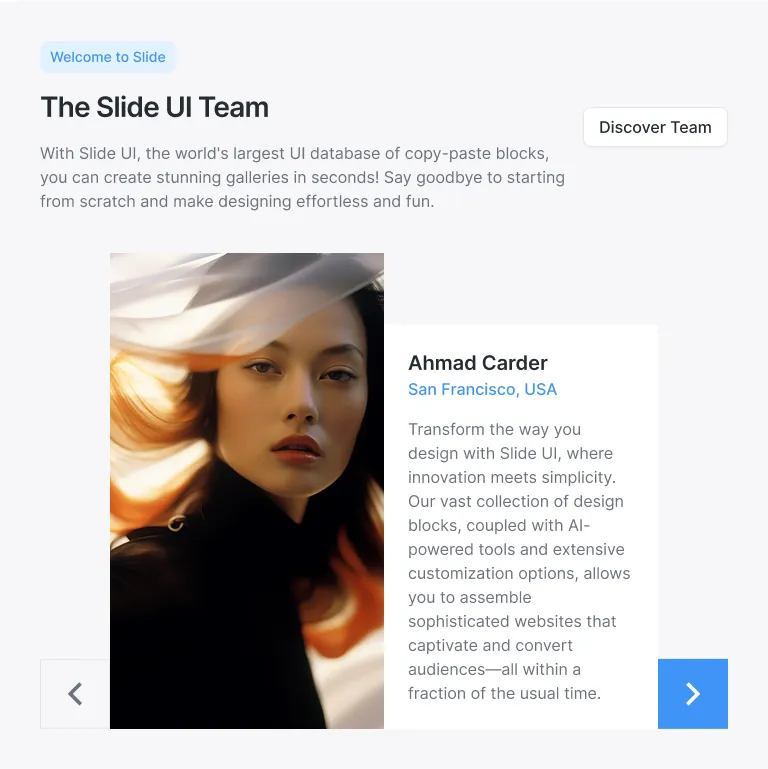 Welcome to Slide
The Slide UI Team
With Slide UI, the world's largest UI database of copy-paste blocks,
you can create stunning galleries in seconds! Say goodbye to starting
from scratch and make designing effortless and fun.
Discover Team
Ahmad Carder
San Francisco, USA
Transform the way you
design with Slide UI, where
innovation meets simplicity.
Our vast collection of design
blocks, coupled with AI-
powered tools and extensive
customization options, allows
you to assemble
sophisticated websites that
captivate and convert
audiences—all within a
fraction of the usual time.